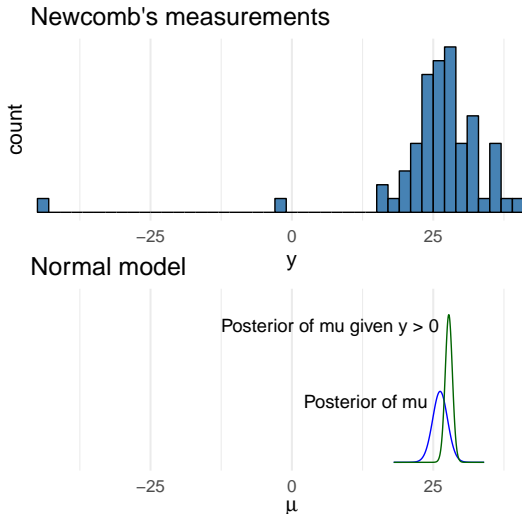 Newcomb's measurements
count
−25 0 25
y
Normal model
Posterior of mu given y > 0
Posterior of mu
−25 0 25
μ